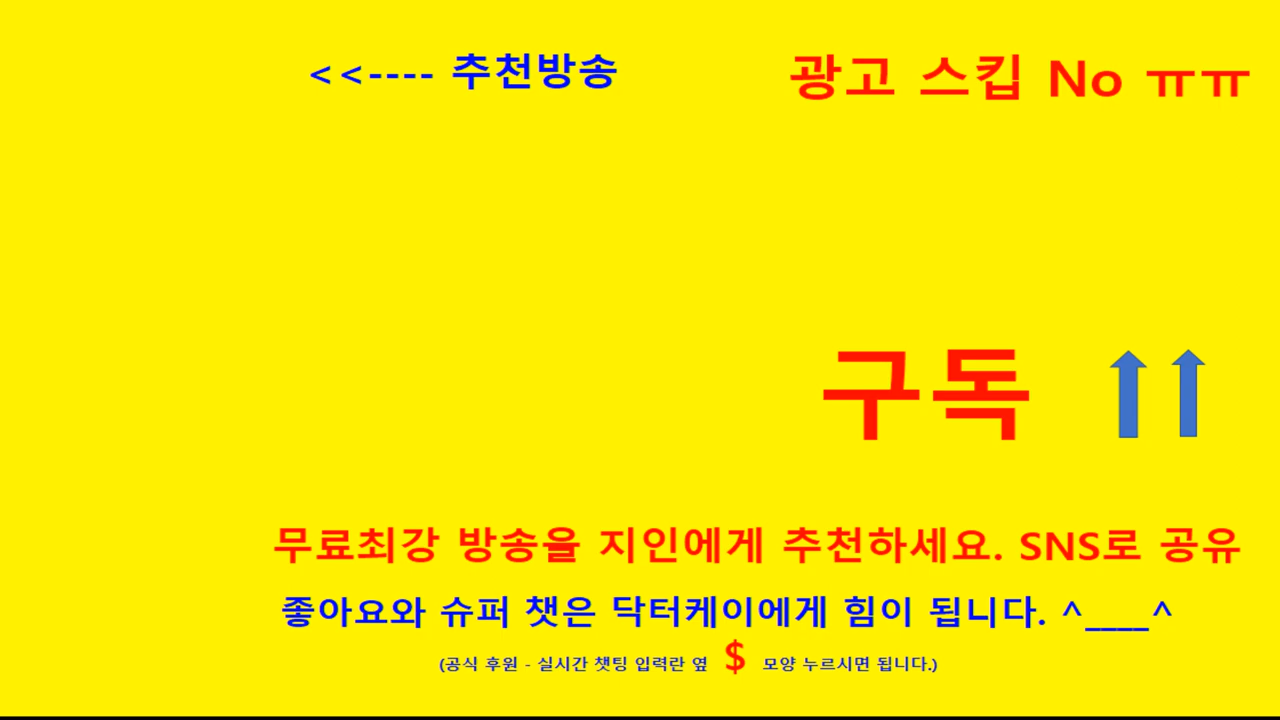 <<---- 추천방송
광고 스킵 No ㅠㅠ
구독
무료최강 방송을 지인에게 추천하세요. SNS로 공유
좋아요와 슈퍼 챗은 닥터케이에게 힘이 됩니다. ^____^
(공식 후원 - 실시간 챗팅 입력란 옆 $ 모양 누르시면 됩니다.)